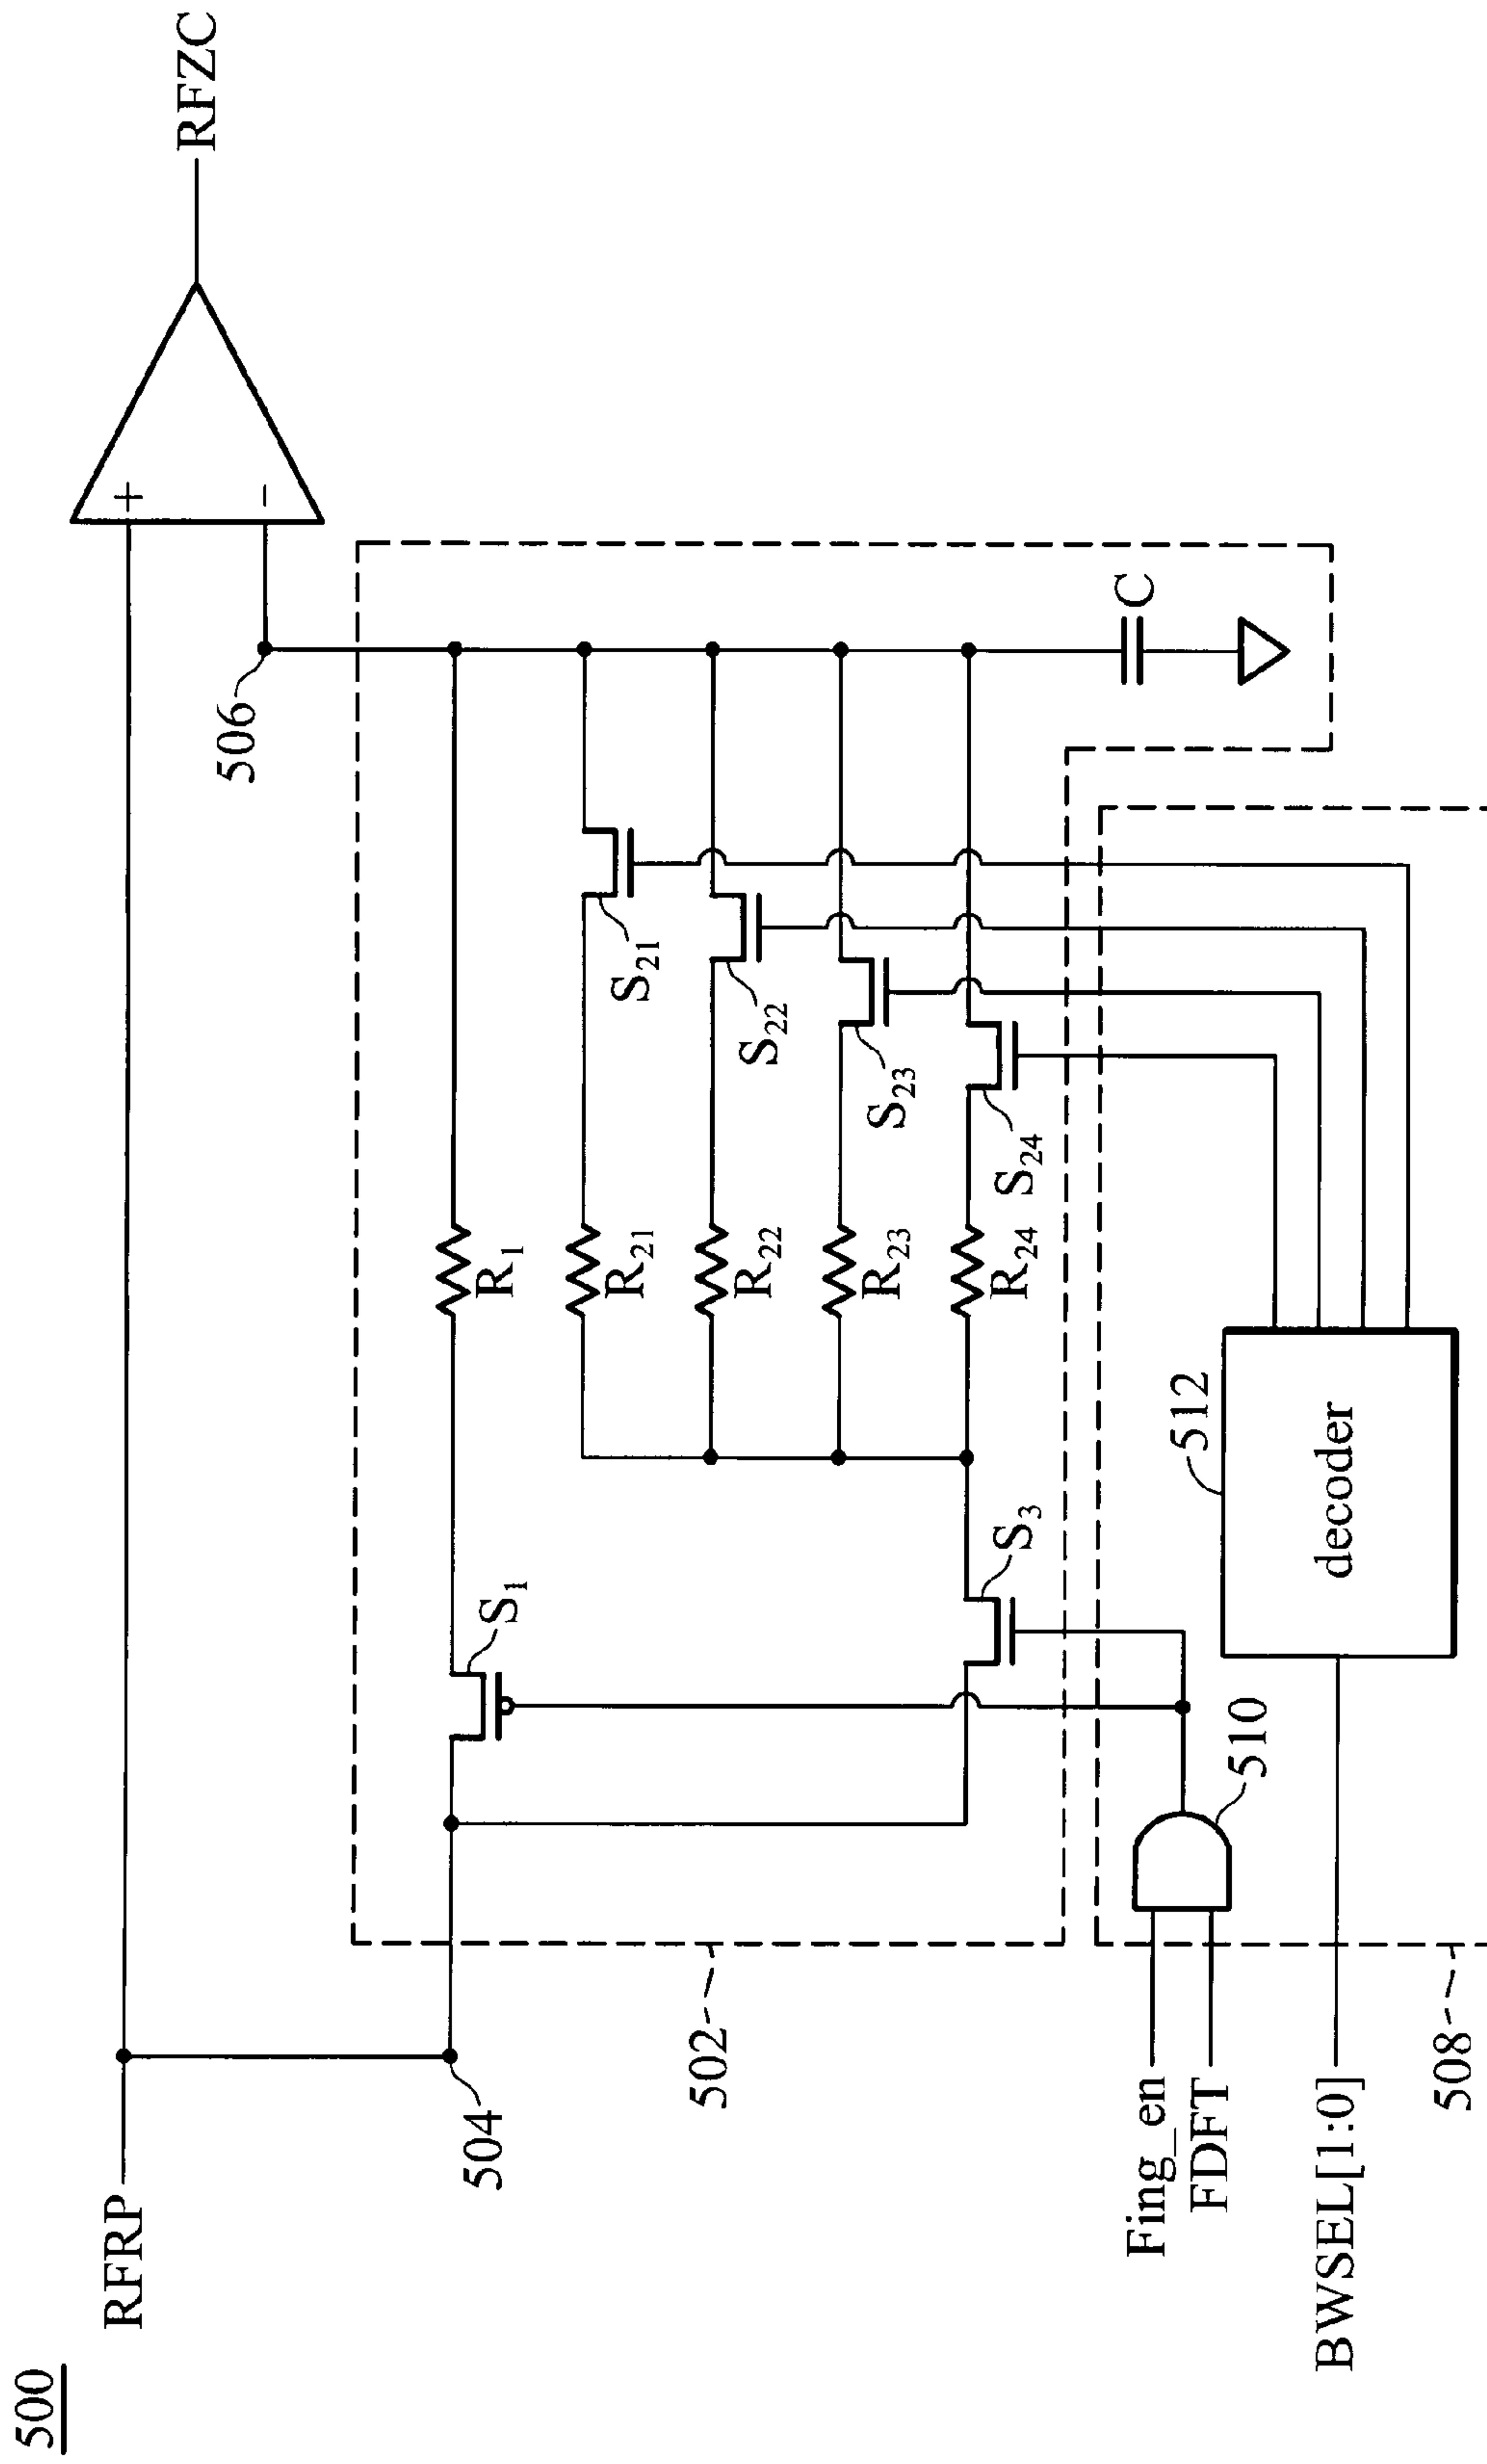 500
RFRP
RFZC
+
-
504
506
S1
R1
S21
R21
S22
R22
S23
R23
S24
R24
S3
C
502
Fing_en
FDFT
510
512
decoder
BWSEL[1:0]
508